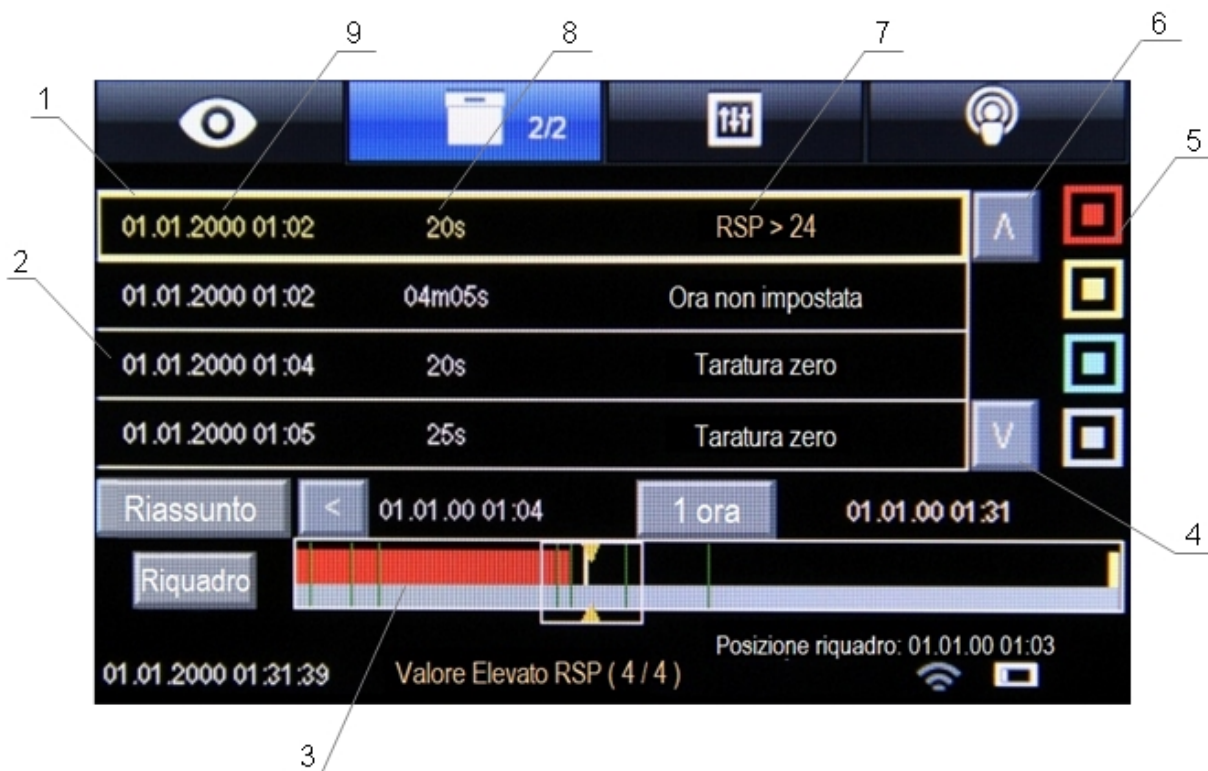 9 8 7 6
1
2/2
5
01.01.2000 01:02 20s RSP > 24 Λ
2
01.01.2000 01:02 04m05s Ora non impostata
01.01.2000 01:04 20s Taratura zero
01.01.2000 01:05 25s Taratura zero V
Riassunto < 01.01.00 01:04 1 ora 01.01.00 01:31
4
Riquadro
Posizione riquadro: 01.01.00 01:03
01.01.2000 01:31:39 Valore Elevato RSP ( 4 / 4 )
3